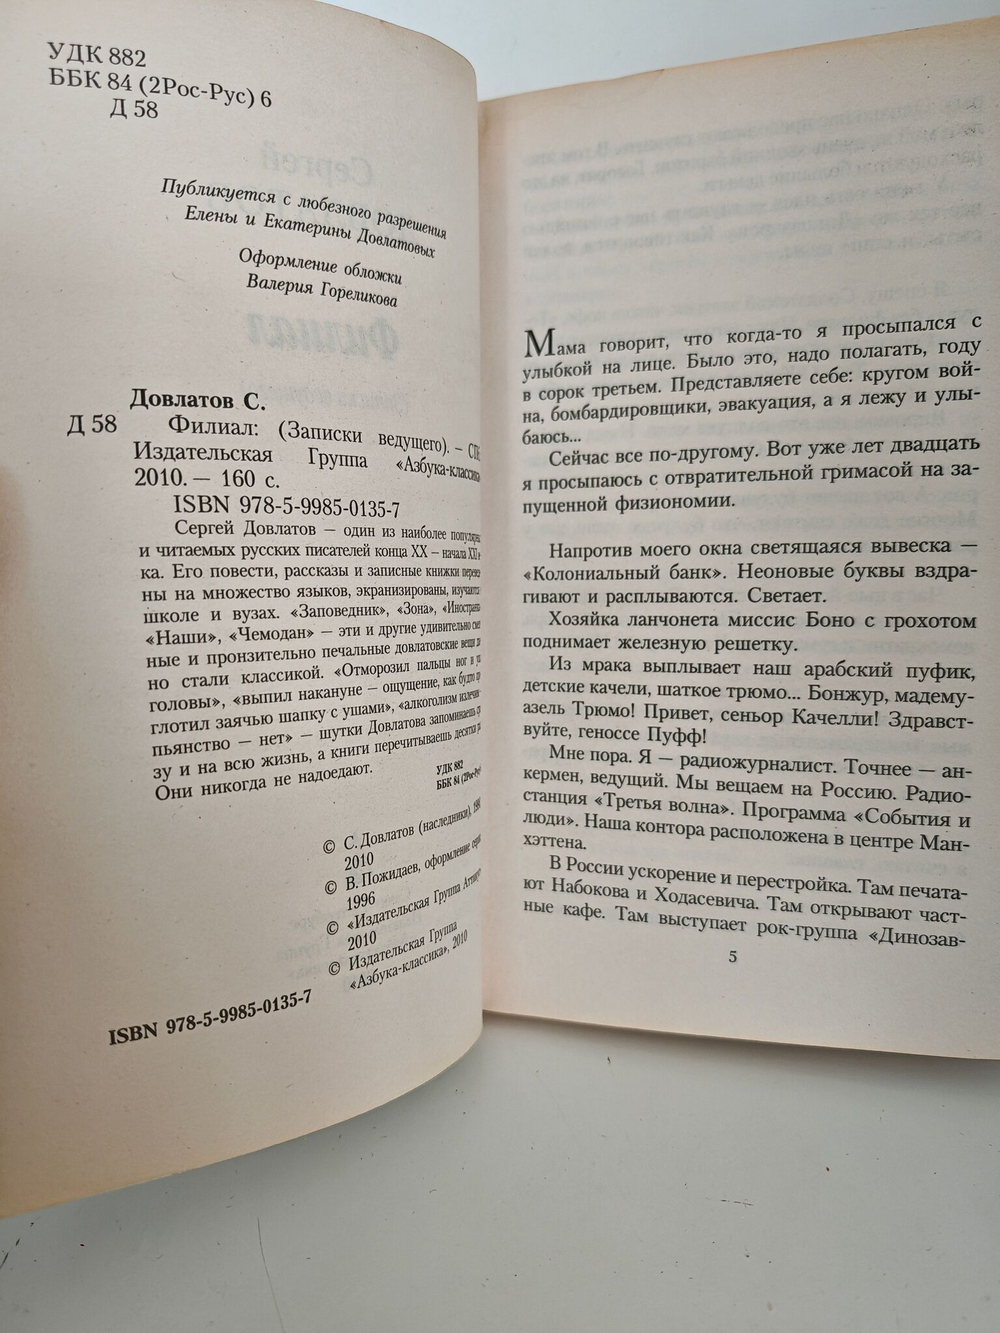 УДК 882
ББК 84 (2Рос-Рус) 6
Д 58
Публикуется с любезного разрешения
Елены и Екатерины Довлатовых
Оформление обложки
Валерия Гореликова
Довлатов С.
Д 58 Филиал: (Записки ведущего). – СПб
Издательская Группа «Азбука-классика
2010. — 160 с.
ISBN 978-5-9985-0135-7
Сергей Довлатов – один из наиболее
и читаемых русских писателей конца XX – начала XXI
ка. Его повести, рассказы и записные книжки
ны на множество языков, экранизированы,
школе и вузах. «Заповедник», «Зона»,
«Наши», «Чемодан» – эти и другие удивительно
ные и пронзительно печальные довлатовские вещи
но стали классикой. «Отморозил пальцы ног и
головы», «выпил накануне – ощущение, как будто
глотил заячью шапку с ушами», «алкоголизм
пьянство – нет» – шутки Довлатова запоминаешь
зу и на всю жизнь, а книги перечитываешь десятки
Они никогда не надоедают.
УДК 882
ББК 84 (2Рос-Рус)
© С. Довлатов (наследники),
2010
© В. Пожидаев, оформление
1996
© «Издательская Группа
2010
© Издательская Группа
«Азбука-классика», 2010
ISBN 978-5-9985-0135-7
Мама говорит, что когда-то я просыпался с
улыбкой на лице. Было это, надо полагать, году
в сорок третьем. Представляете себе: кругом вой-
на, бомбардировщики, эвакуация, а я лежу и улы-
баюсь...
Сейчас все по-другому. Вот уже лет двадцать
я просыпаюсь с отвратительной гримасой на за-
пущенной физиономии.
Напротив моего окна светящаяся вывеска —
«Колониальный банк». Неоновые буквы вздра-
гивают и расплываются. Светает.
Хозяйка ланчонета миссис Боно с грохотом
поднимает железную решетку.
Из мрака выплывает наш арабский пуфик,
детские качели, шаткое трюмо... Бонжур, мадему-
азель Трюмо! Привет, сеньор Качелли! Здравст-
вуйте, геноссе Пуфф!
Мне пора. Я — радиожурналист. Точнее — ан-
кермен, ведущий. Мы вещаем на Россию. Радио-
станция «Третья волна». Программа «События и
люди». Наша контора расположена в центре Ман-
хэттена.
В России ускорение и перестройка. Там печата-
ют Набокова и Ходасевича. Там открывают част-
ные кафе. Там выступает рок-группа «Динозав-
5